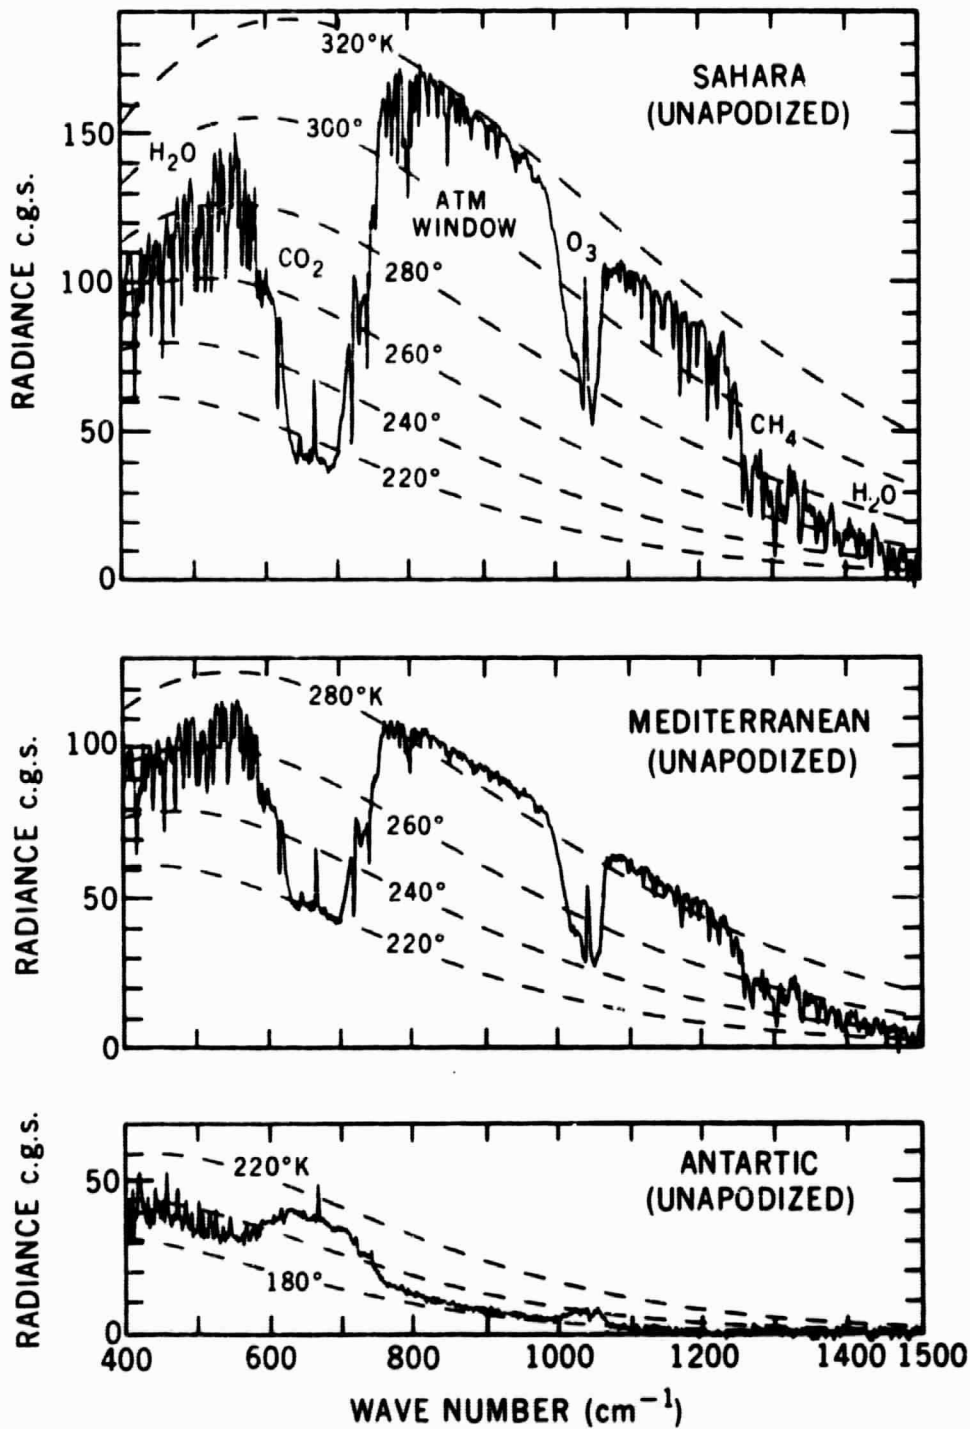 RADIANCE c.g.s.
150
100
50
0
320°K
300°
280°
260°
240°
220°
H₂O
CO₂
ATM
WINDOW
O₃
CH₄
H₂O
SAHARA
(UNAPODIZED)
RADIANCE c.g.s.
100
50
0
280°K
260°
240°
220°
MEDITERRANEAN
(UNAPODIZED)
RADIANCE c.g.s.
50
0
220°K
180°
ANTARTIC
(UNAPODIZED)
400 600 800 1000 1200 1400 1500
WAVE NUMBER (cm⁻¹)